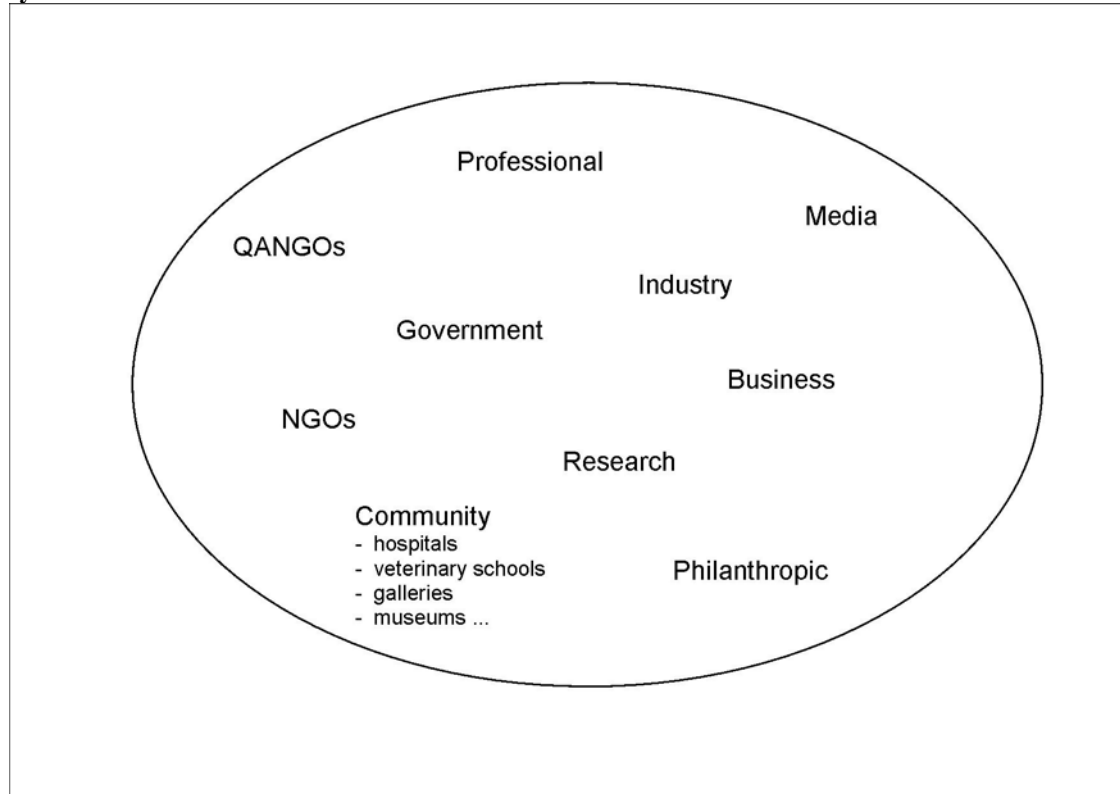 Professional
Media
QANGOs
Industry
Government
Business
NGOs
Research
Community
- hospitals
- veterinary schools
- galleries
- museums ...
Philanthropic